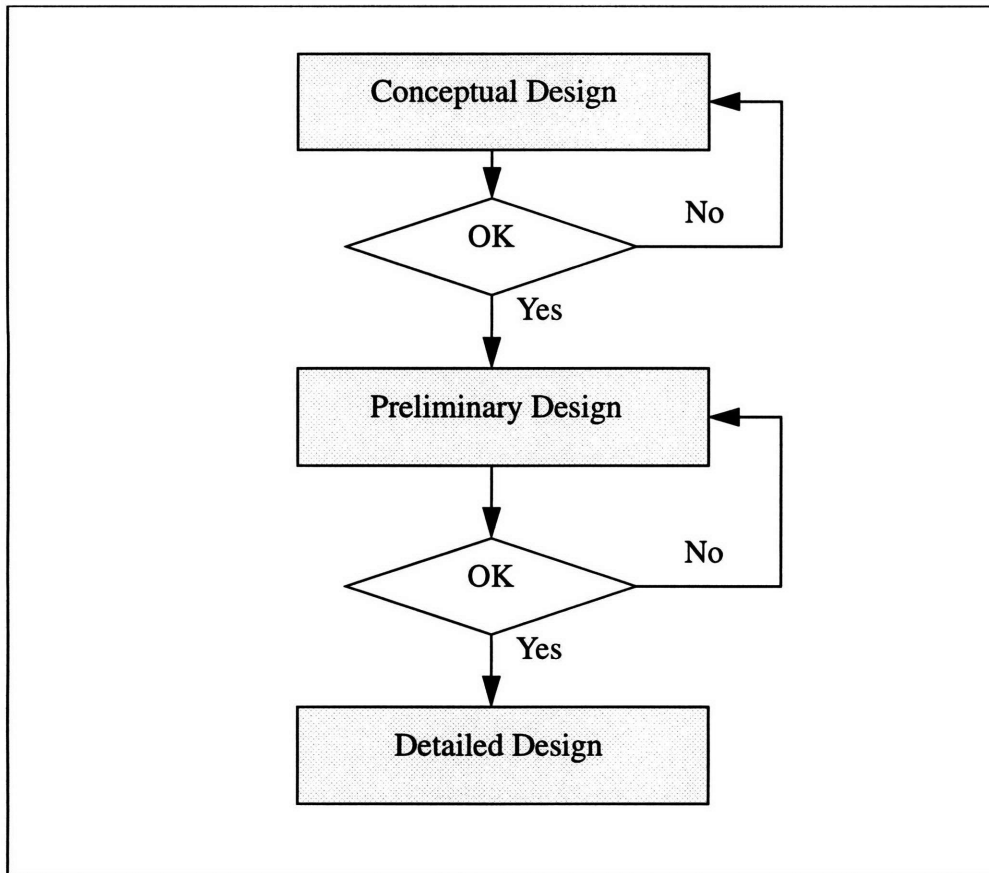 Conceptual Design
OK
No
Yes
Preliminary Design
OK
No
Yes
Detailed Design